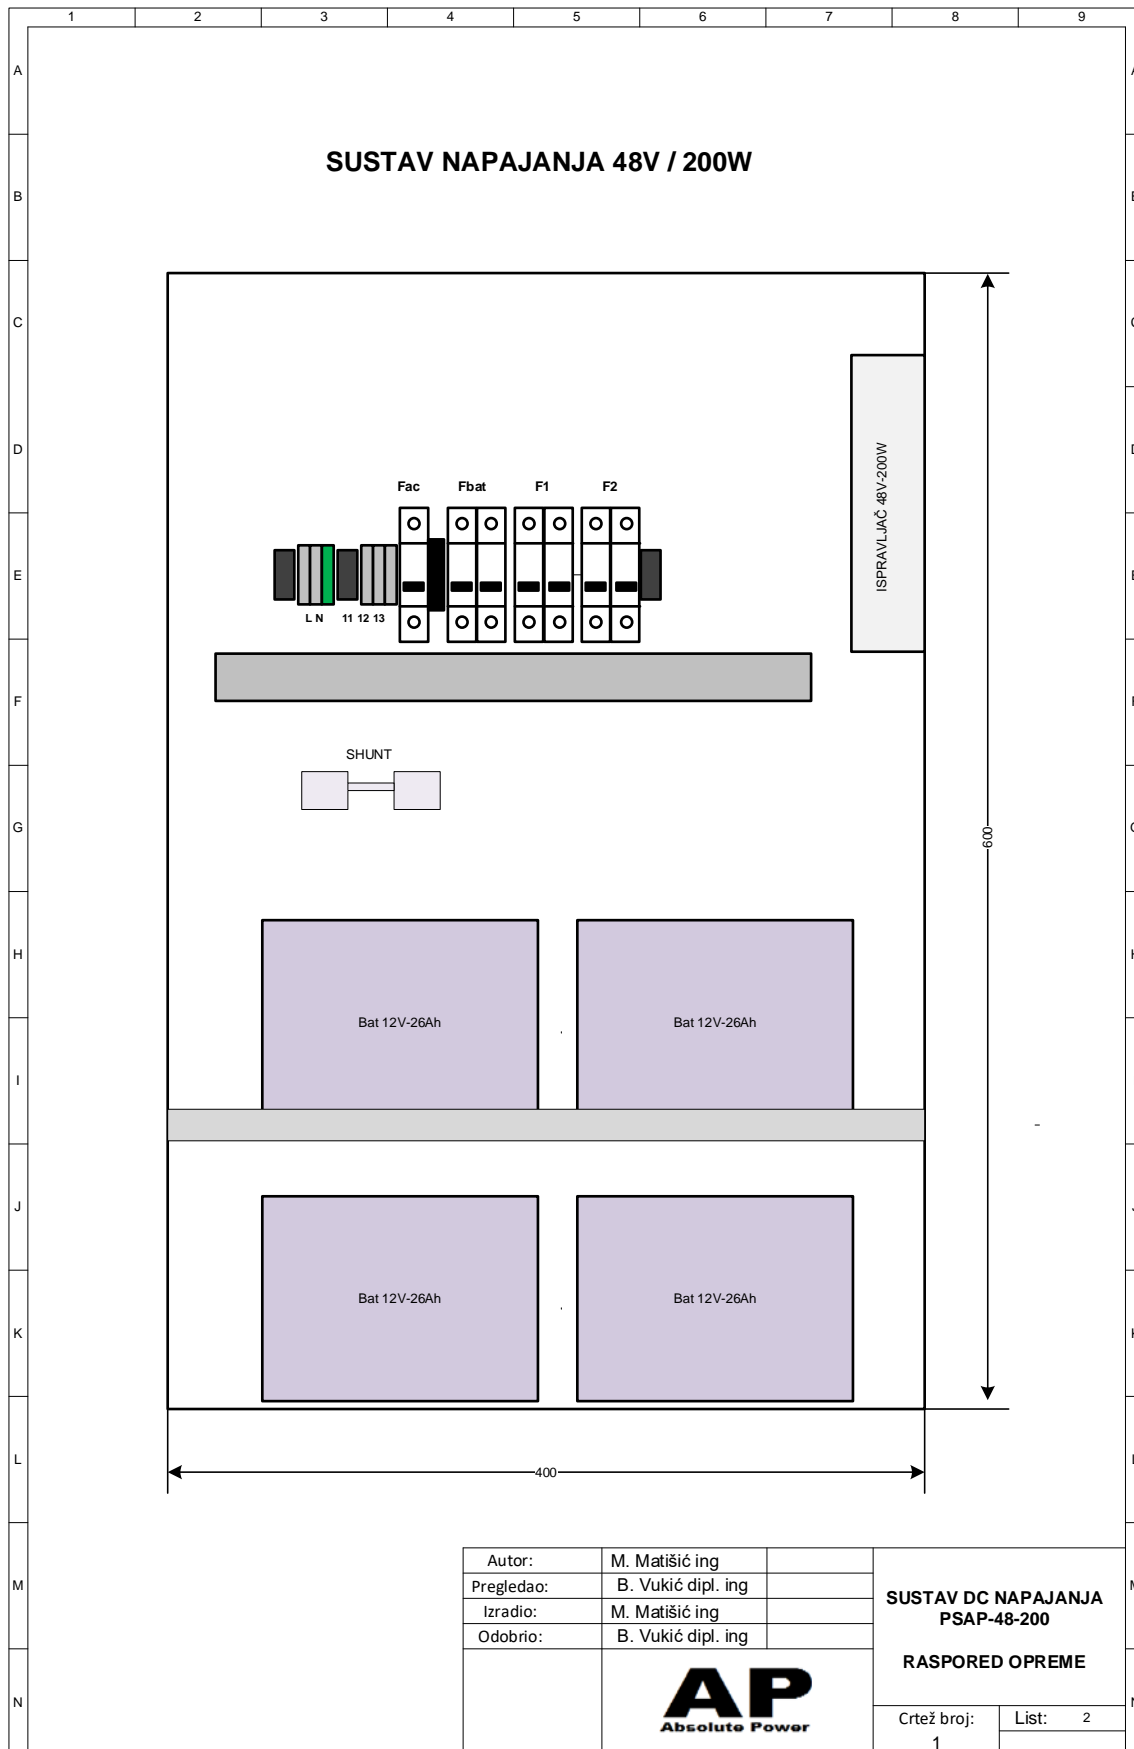 1 2 3 4 5 6 7 8 9
A
B
C
D
E
F
G
H
I
J
K
L
M
N
SUSTAV NAPAJANJA 48V / 200W
ISPRAVLJAČ 48V-200W
Fac Fbat F1 F2
L N 11 12 13
SHUNT
600
Bat 12V-26Ah Bat 12V-26Ah
Bat 12V-26Ah Bat 12V-26Ah
400
Autor: M. Matišić ing
Pregledao: B. Vukić dipl. ing
Izradio: M. Matišić ing
Odobrio: B. Vukić dipl. ing
SUSTAV DC NAPAJANJA
PSAP-48-200
RASPORED OPREME
AP
Absolute Power
Crtež broj: List: 2
1